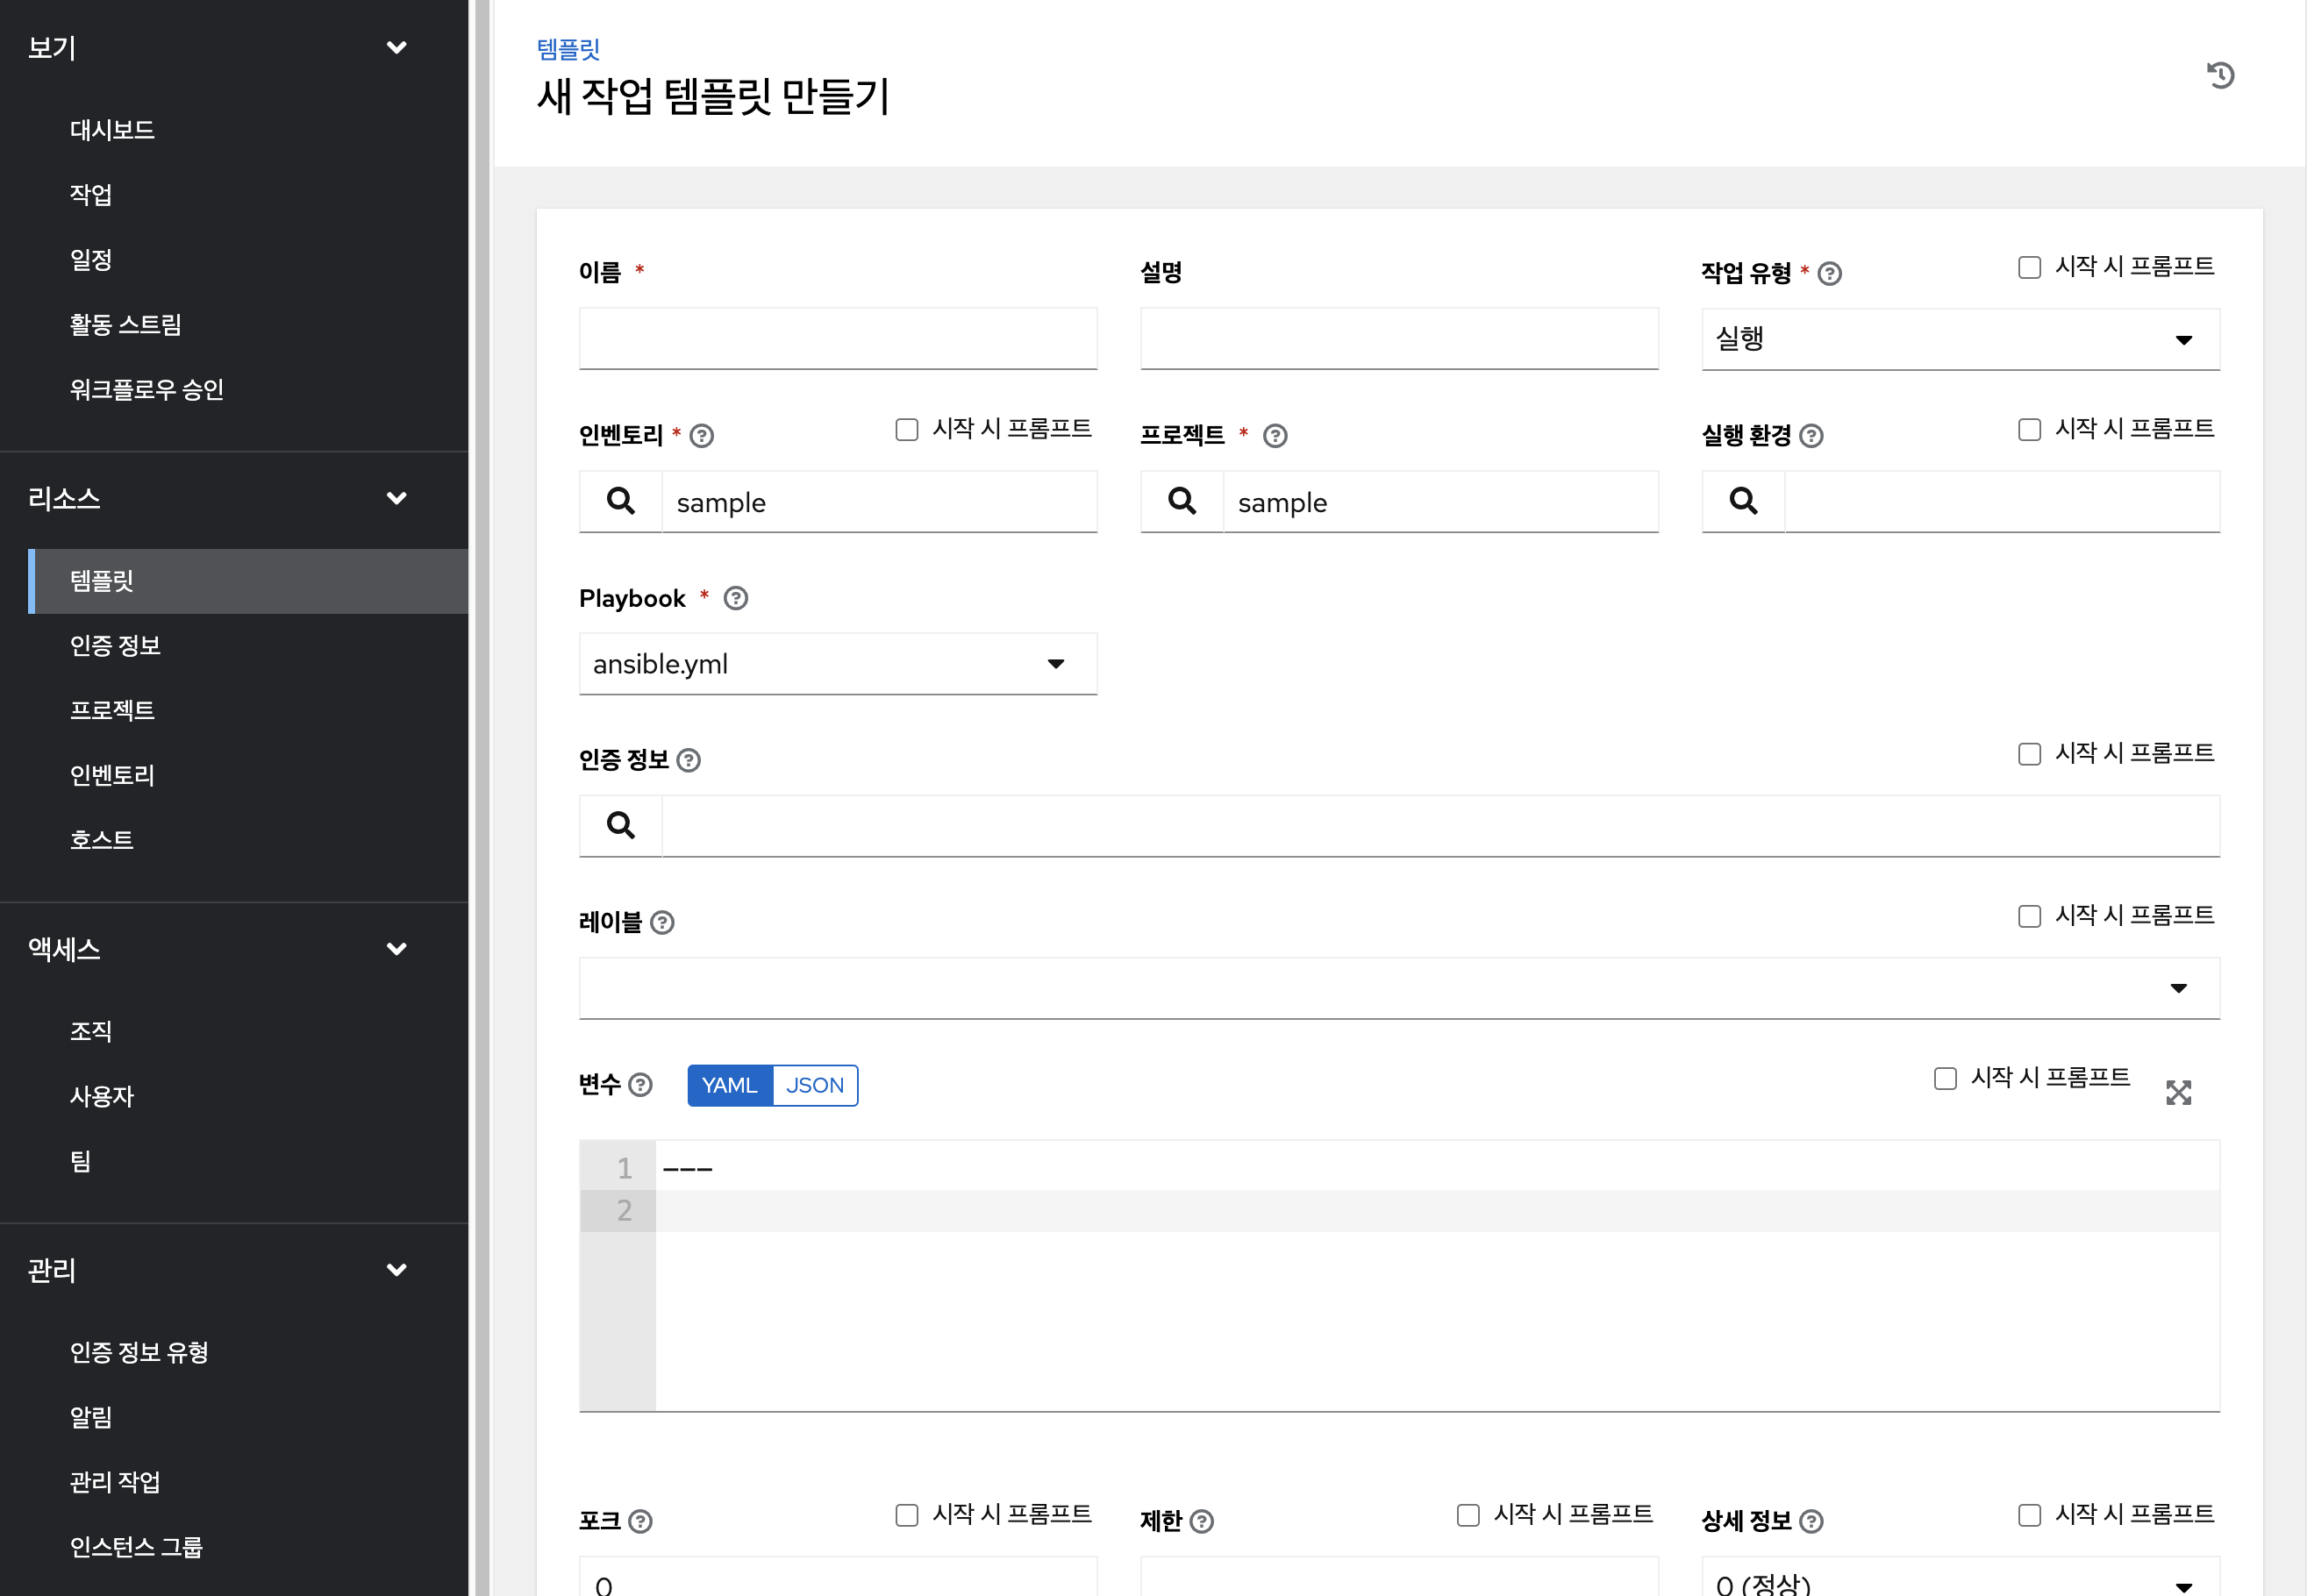 보기
대시보드
작업
일정
활동 스트림
워크플로우 승인
리소스
템플릿
인증 정보
프로젝트
인벤토리
호스트
액세스
조직
사용자
팀
관리
인증 정보 유형
알림
관리 작업
인스턴스 그룹
템플릿
새 작업 템플릿 만들기
이름 *
설명
작업 유형 *
시작 시 프롬프트
실행
인벤토리 *
시작 시 프롬프트
sample
프로젝트 *
sample
실행 환경
시작 시 프롬프트
Playbook *
ansible.yml
인증 정보
시작 시 프롬프트
레이블
시작 시 프롬프트
변수
YAML JSON
시작 시 프롬프트
1 ---
2
포크
시작 시 프롬프트
0
제한
시작 시 프롬프트
상세 정보
시작 시 프롬프트
0 (정상)